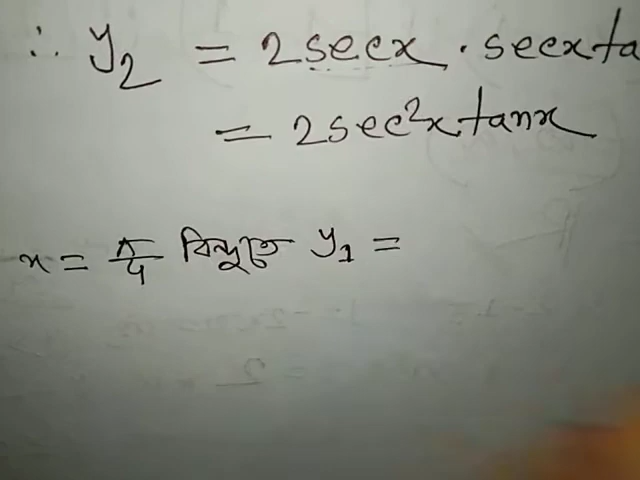 ∴ y₂ = 2secx · secxta
= 2sec²x tanx
x = π/4 বিন্দুতে y₁ =